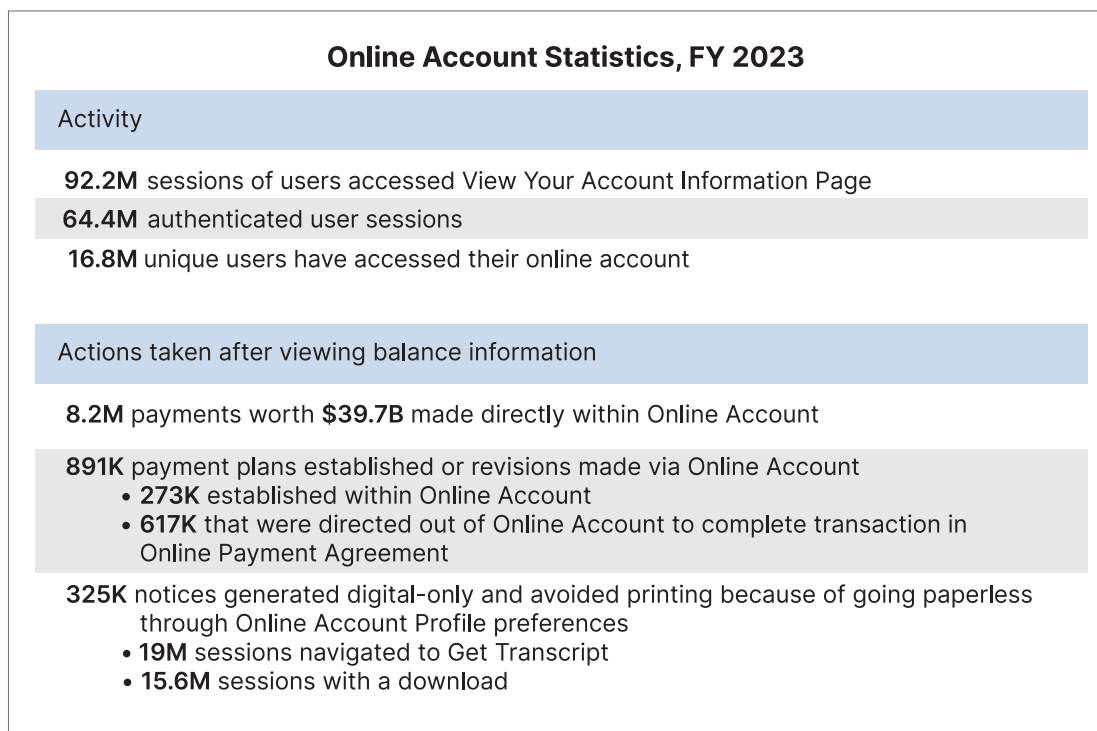 Online Account Statistics, FY 2023
Activity
92.2M sessions of users accessed View Your Account Information Page
64.4M authenticated user sessions
16.8M unique users have accessed their online account
Actions taken after viewing balance information
8.2M payments worth $39.7B made directly within Online Account
891K payment plans established or revisions made via Online Account
• 273K established within Online Account
• 617K that were directed out of Online Account to complete transaction in
Online Payment Agreement
325K notices generated digital-only and avoided printing because of going paperless
through Online Account Profile preferences
• 19M sessions navigated to Get Transcript
• 15.6M sessions with a download